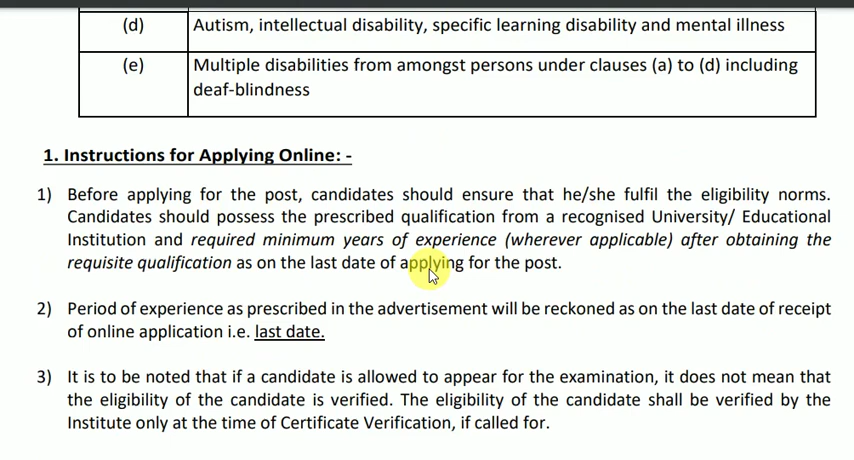 (d) Autism, intellectual disability, specific learning disability and mental illness
(e) Multiple disabilities from amongst persons under clauses (a) to (d) including
deaf-blindness
1. Instructions for Applying Online: -
1) Before applying for the post, candidates should ensure that he/she fulfil the eligibility norms.
Candidates should possess the prescribed qualification from a recognised University/ Educational
Institution and required minimum years of experience (wherever applicable) after obtaining the
requisite qualification as on the last date of applying for the post.
2) Period of experience as prescribed in the advertisement will be reckoned as on the last date of receipt
of online application i.e. last date.
3) It is to be noted that if a candidate is allowed to appear for the examination, it does not mean that
the eligibility of the candidate is verified. The eligibility of the candidate shall be verified by the
Institute only at the time of Certificate Verification, if called for.